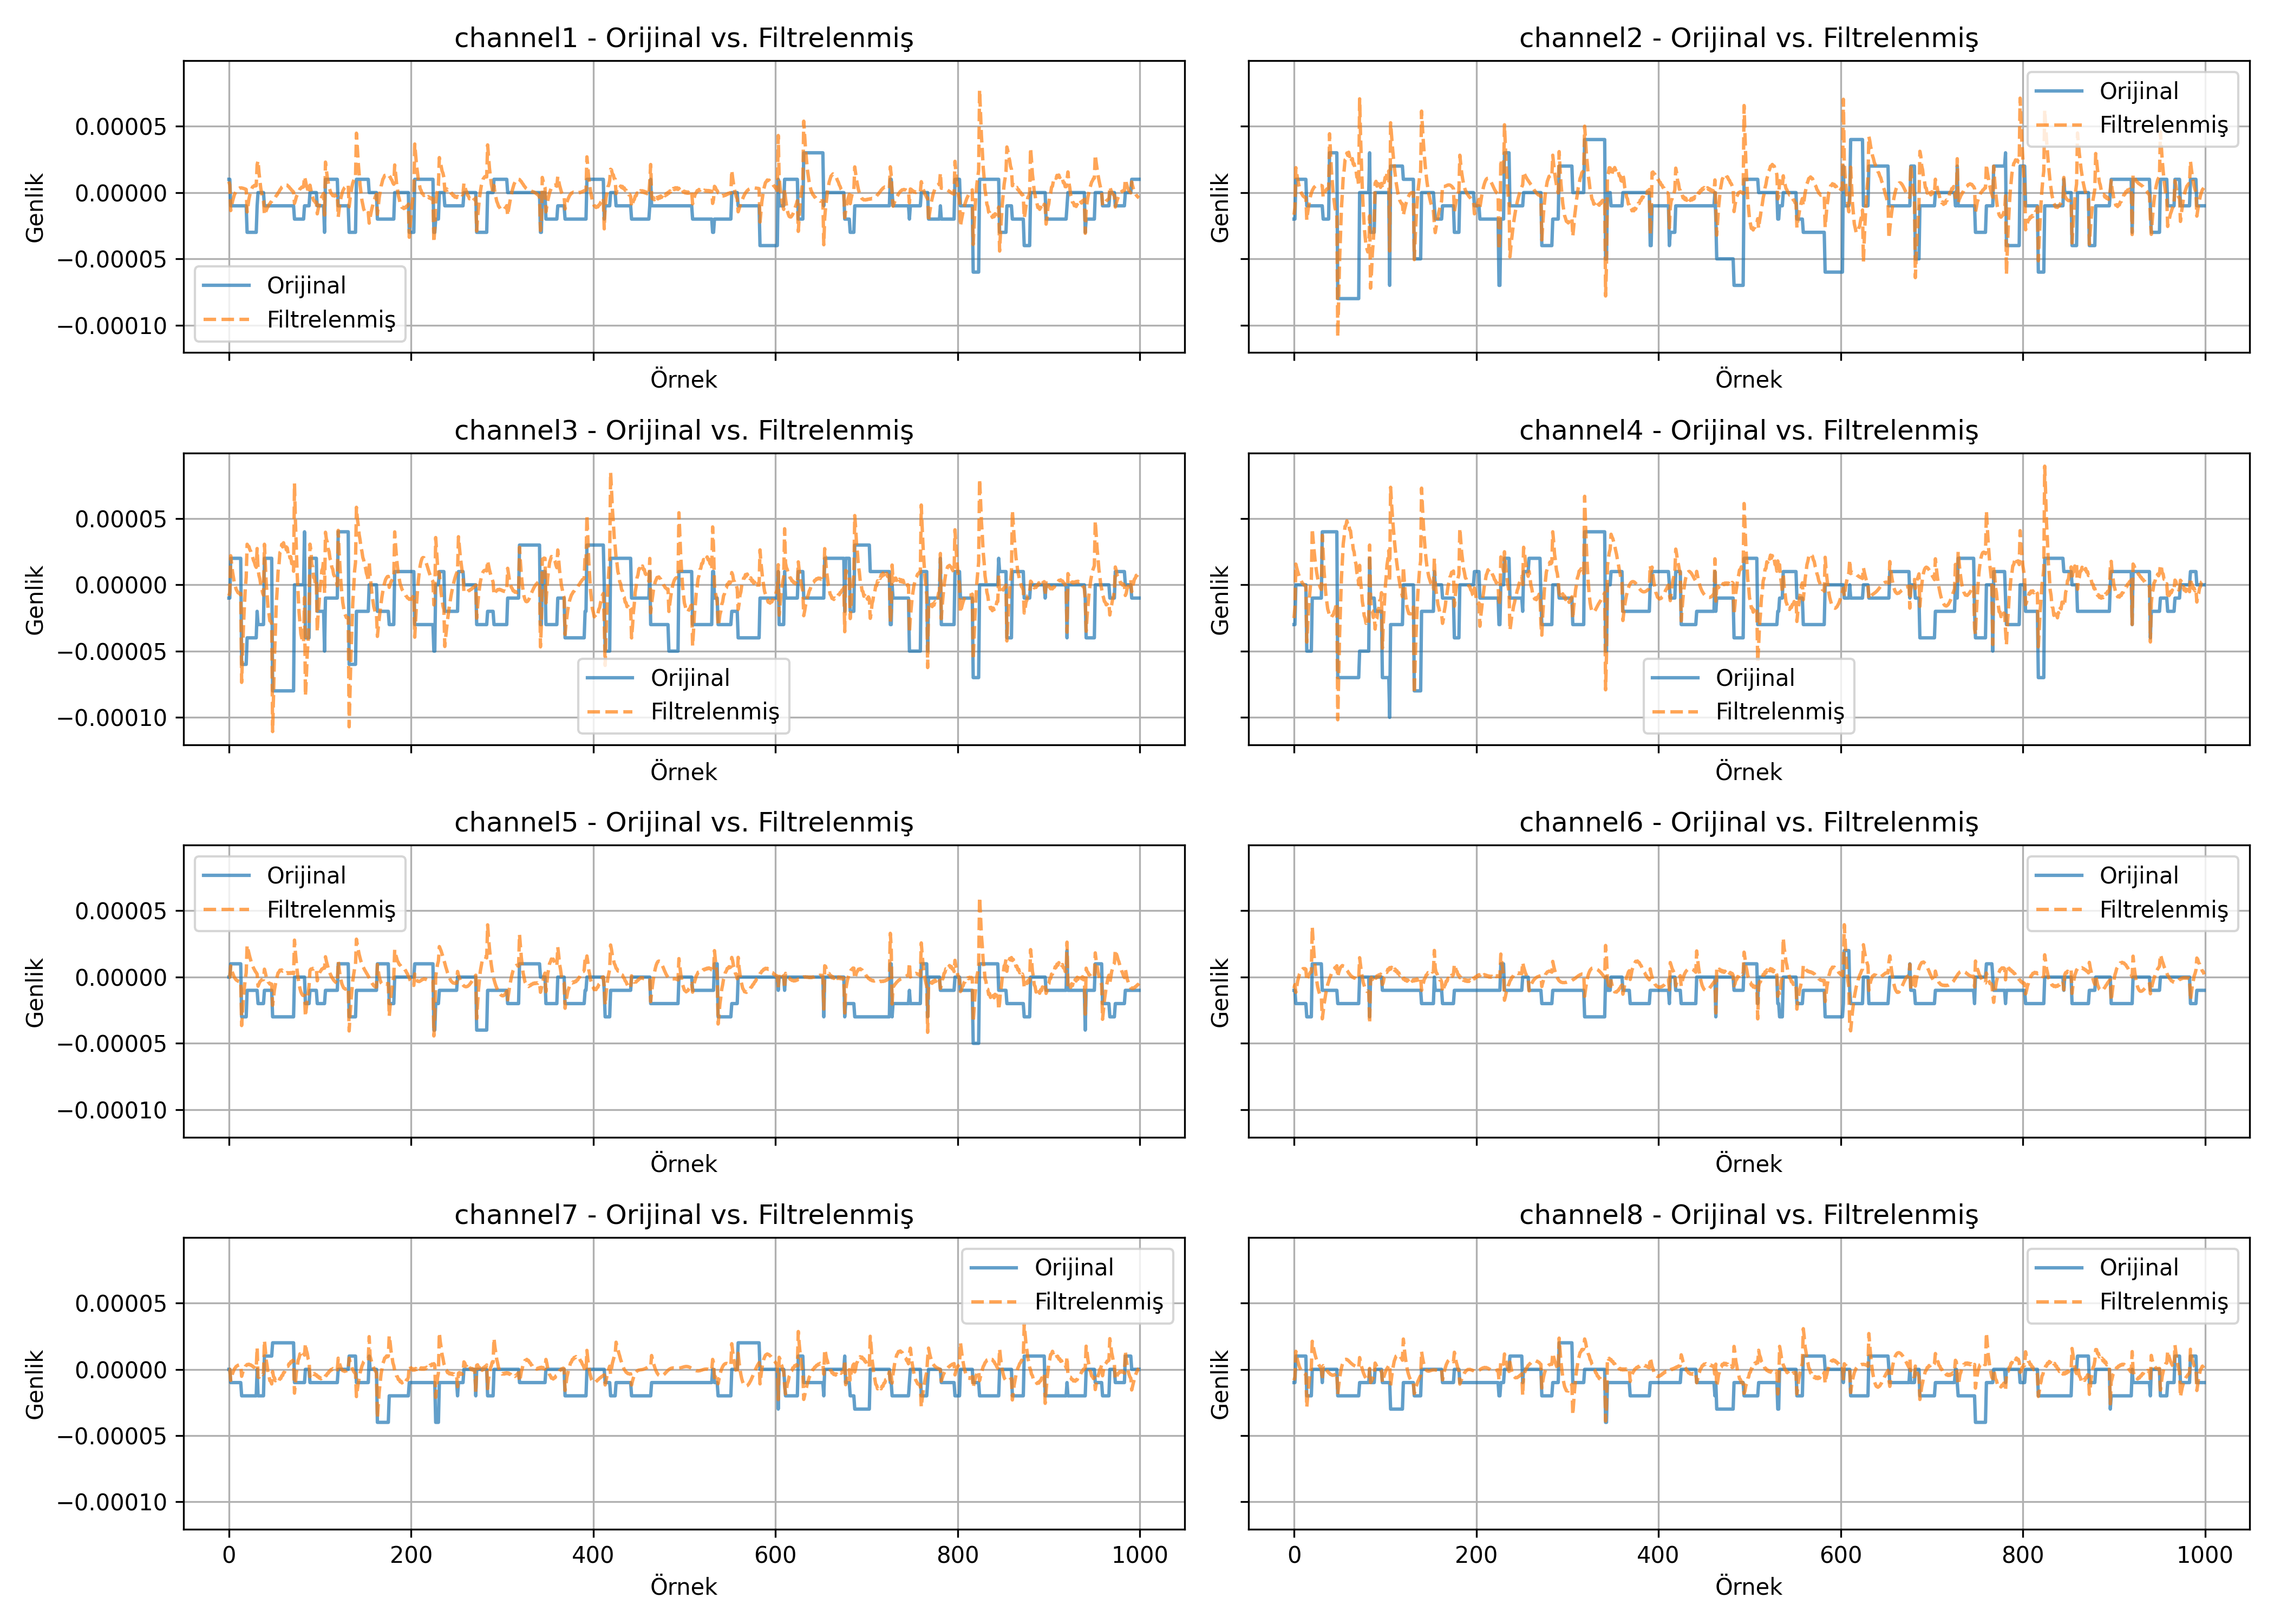 channel1 - Orijinal vs. Filtrelenmiş
Genlik
0.00005
0.00000
−0.00005
−0.00010
Orijinal
Filtrelenmiş
Örnek
channel2 - Orijinal vs. Filtrelenmiş
Genlik
Orijinal
Filtrelenmiş
Örnek
channel3 - Orijinal vs. Filtrelenmiş
Genlik
0.00005
0.00000
−0.00005
−0.00010
Orijinal
Filtrelenmiş
Örnek
channel4 - Orijinal vs. Filtrelenmiş
Genlik
Orijinal
Filtrelenmiş
Örnek
channel5 - Orijinal vs. Filtrelenmiş
Genlik
0.00005
0.00000
−0.00005
−0.00010
Orijinal
Filtrelenmiş
Örnek
channel6 - Orijinal vs. Filtrelenmiş
Genlik
Orijinal
Filtrelenmiş
Örnek
channel7 - Orijinal vs. Filtrelenmiş
Genlik
0.00005
0.00000
−0.00005
−0.00010
Orijinal
Filtrelenmiş
0 200 400 600 800 1000
Örnek
channel8 - Orijinal vs. Filtrelenmiş
Genlik
Orijinal
Filtrelenmiş
0 200 400 600 800 1000
Örnek